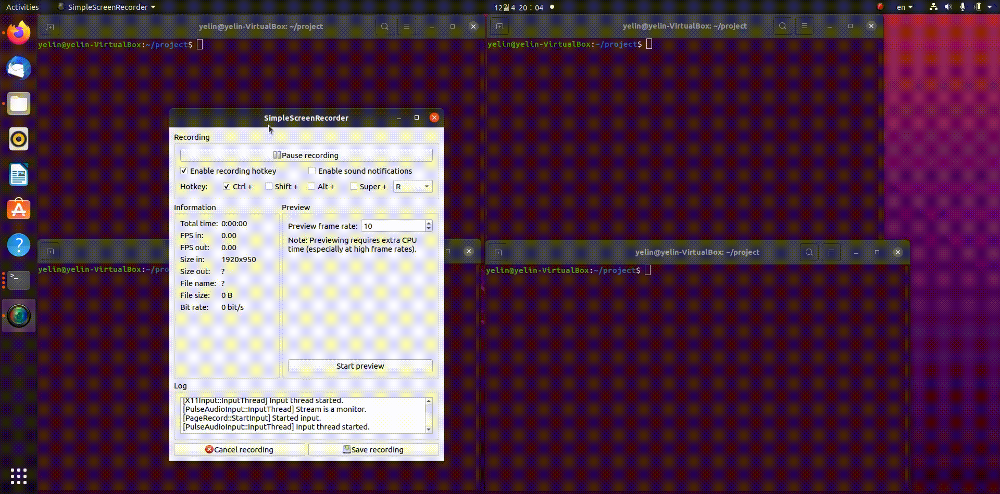 Activities
SimpleScreenRecorder
12월 4 20 : 04
en
yelin@yelin-VirtualBox: ~/project
yelin@yelin-VirtualBox:~/project$
yelin@yelin-VirtualBox: ~/project
yelin@yelin-VirtualBox:~/project$
SimpleScreenRecorder
Recording
Pause recording
Enable recording hotkey
Enable sound notifications
Hotkey:
Ctrl +
Shift +
Alt +
Super +
R
Information
Total time: 0:00:00
FPS in: 0.00
FPS out: 0.00
Size in: 1920x950
Size out: ?
File name: ?
File size: 0 B
Bit rate: 0 bit/s
Preview
Preview frame rate: 10
Note: Previewing requires extra CPU
time (especially at high frame rates).
Start preview
Log
[X11Input::InputThread] Input thread started.
[PulseAudioInput::InputThread] Stream is a monitor.
[PageRecord::StartInput] Started input.
[PulseAudioInput::InputThread] Input thread started.
Cancel recording
Save recording
yelin@yelin-VirtualBox:~/pro
yelin@yelin-VirtualBox: ~/project
yelin@yelin-VirtualBox:~/project$